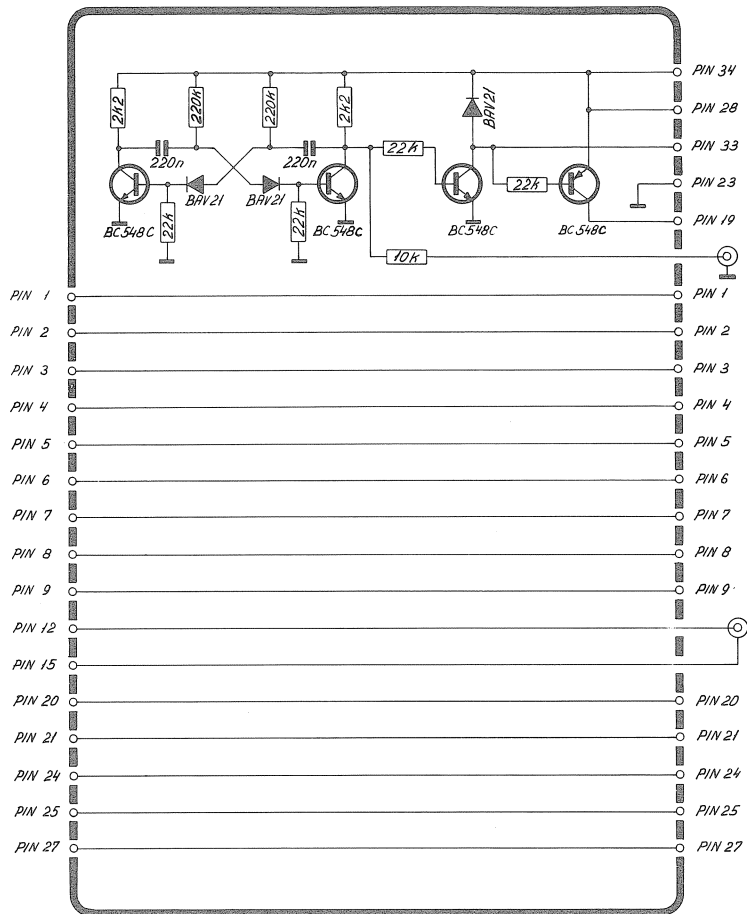 PIN 34
2k2
220k
220k
2k2
BAV21
PIN 28
220n
220n
22k
PIN 33
BAV21
BAV21
22k
PIN 23
22k
22k
BC548C
BC548C
BC548C
BC548C
PIN 19
10k
PIN 1
PIN 1
PIN 2
PIN 2
PIN 3
PIN 3
PIN 4
PIN 4
PIN 5
PIN 5
PIN 6
PIN 6
PIN 7
PIN 7
PIN 8
PIN 8
PIN 9
PIN 9
PIN 12
PIN 15
PIN 20
PIN 20
PIN 21
PIN 21
PIN 24
PIN 24
PIN 25
PIN 25
PIN 27
PIN 27